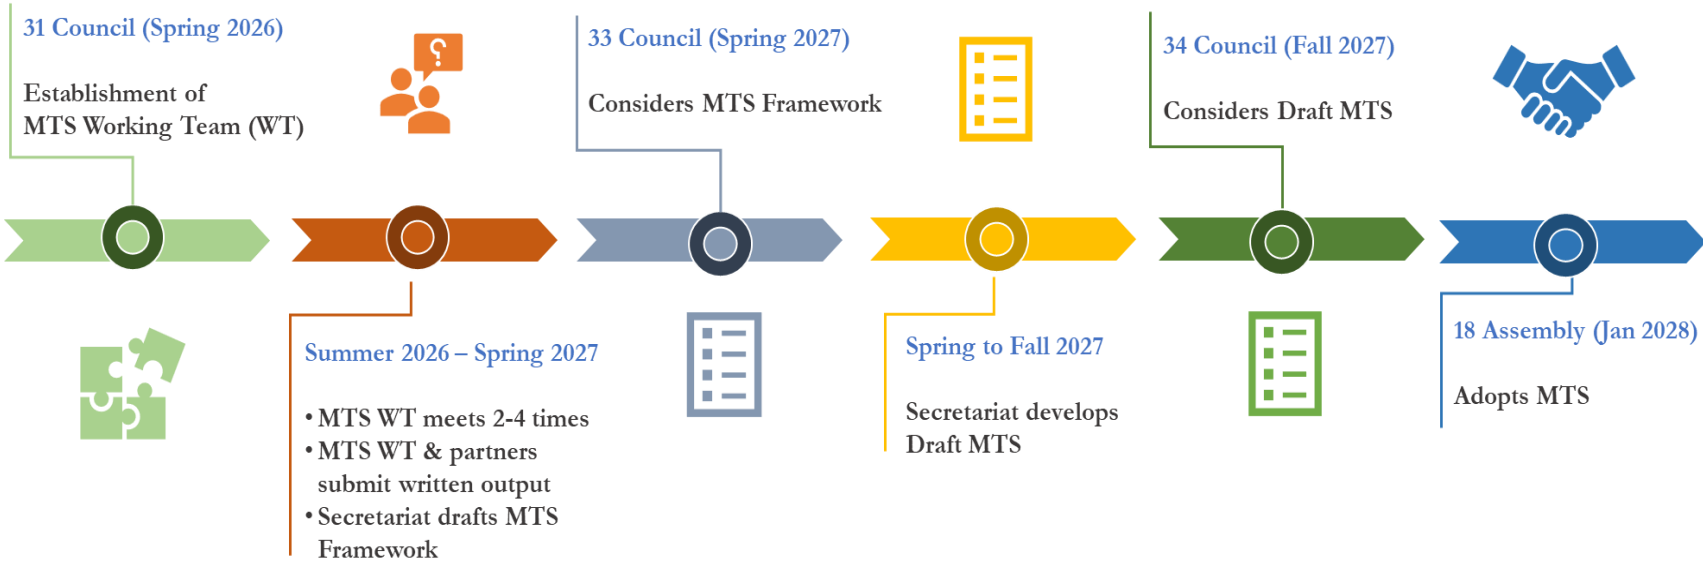 31 Council (Spring 2026)
Establishment of
MTS Working Team (WT)
?
Summer 2026 – Spring 2027
• MTS WT meets 2-4 times
• MTS WT & partners
submit written output
• Secretariat drafts MTS
Framework
33 Council (Spring 2027)
Considers MTS Framework
Spring to Fall 2027
Secretariat develops
Draft MTS
34 Council (Fall 2027)
Considers Draft MTS
18 Assembly (Jan 2028)
Adopts MTS